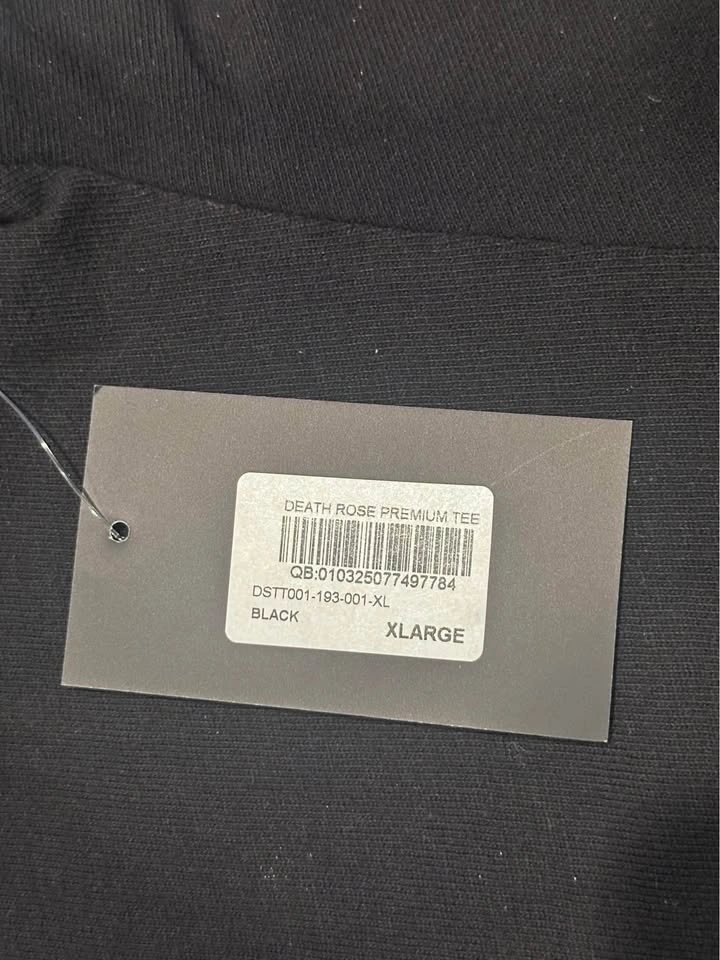 DEATH ROSE PREMIUM TEE
QB:010325077497784
DSTT001-193-001-XL
BLACK
XLARGE